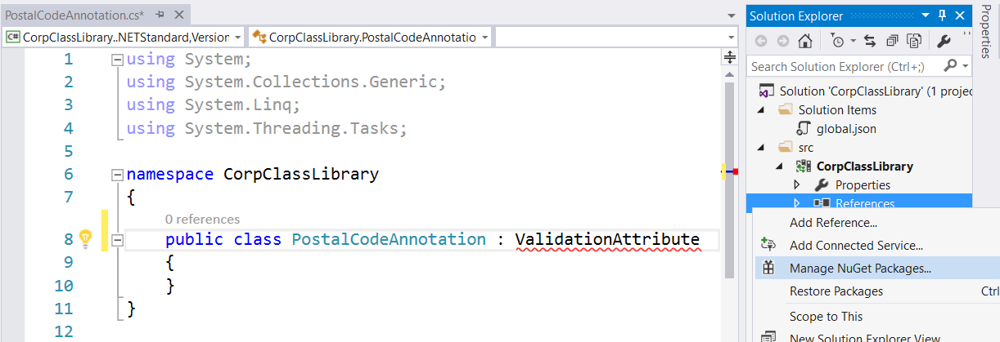 PostalCodeAnnotation.cs*
CorpClassLibrary..NETStandard,Version
CorpClassLibrary.PostalCodeAnnotatio
1 using System;
2 using System.Collections.Generic;
3 using System.Linq;
4 using System.Threading.Tasks;
5
6 namespace CorpClassLibrary
7 {
0 references
8 public class PostalCodeAnnotation : ValidationAttribute
9 {
10 }
11 }
12
Solution Explorer
Search Solution Explorer (Ctrl+;)
Solution 'CorpClassLibrary' (1 projec
Solution Items
global.json
src
CorpClassLibrary
Properties
References
Add Reference...
Add Connected Service...
Manage NuGet Packages...
Restore Packages Ctrl
Scope to This
New Solution Explorer View
Properties